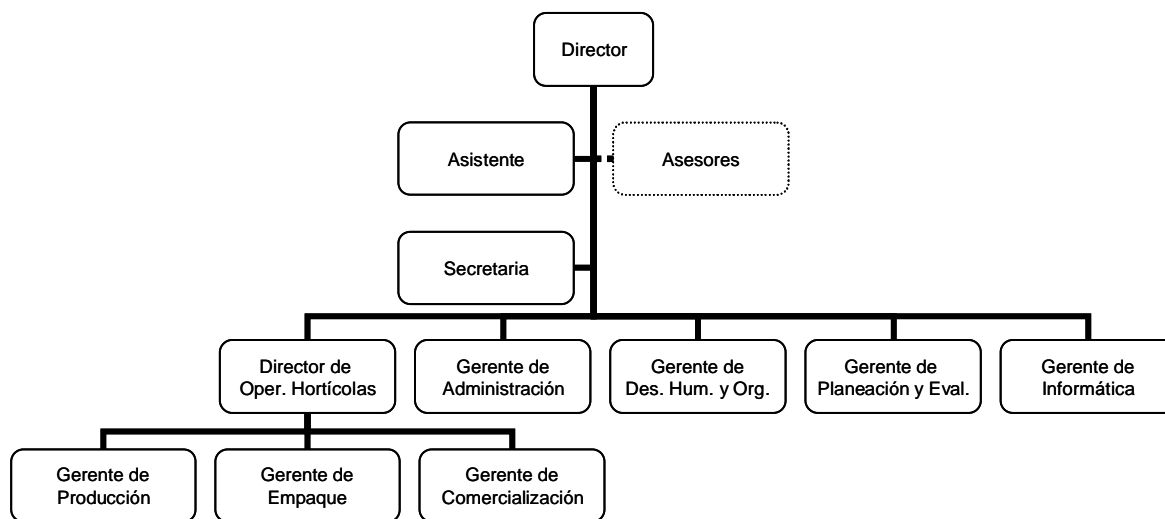 Director
Asistente
Asesores
Secretaria
Director de
Oper. Hortícolas
Gerente de
Administración
Gerente de
Des. Hum. y Org.
Gerente de
Planeación y Eval.
Gerente de
Informática
Gerente de
Producción
Gerente de
Empaque
Gerente de
Comercialización